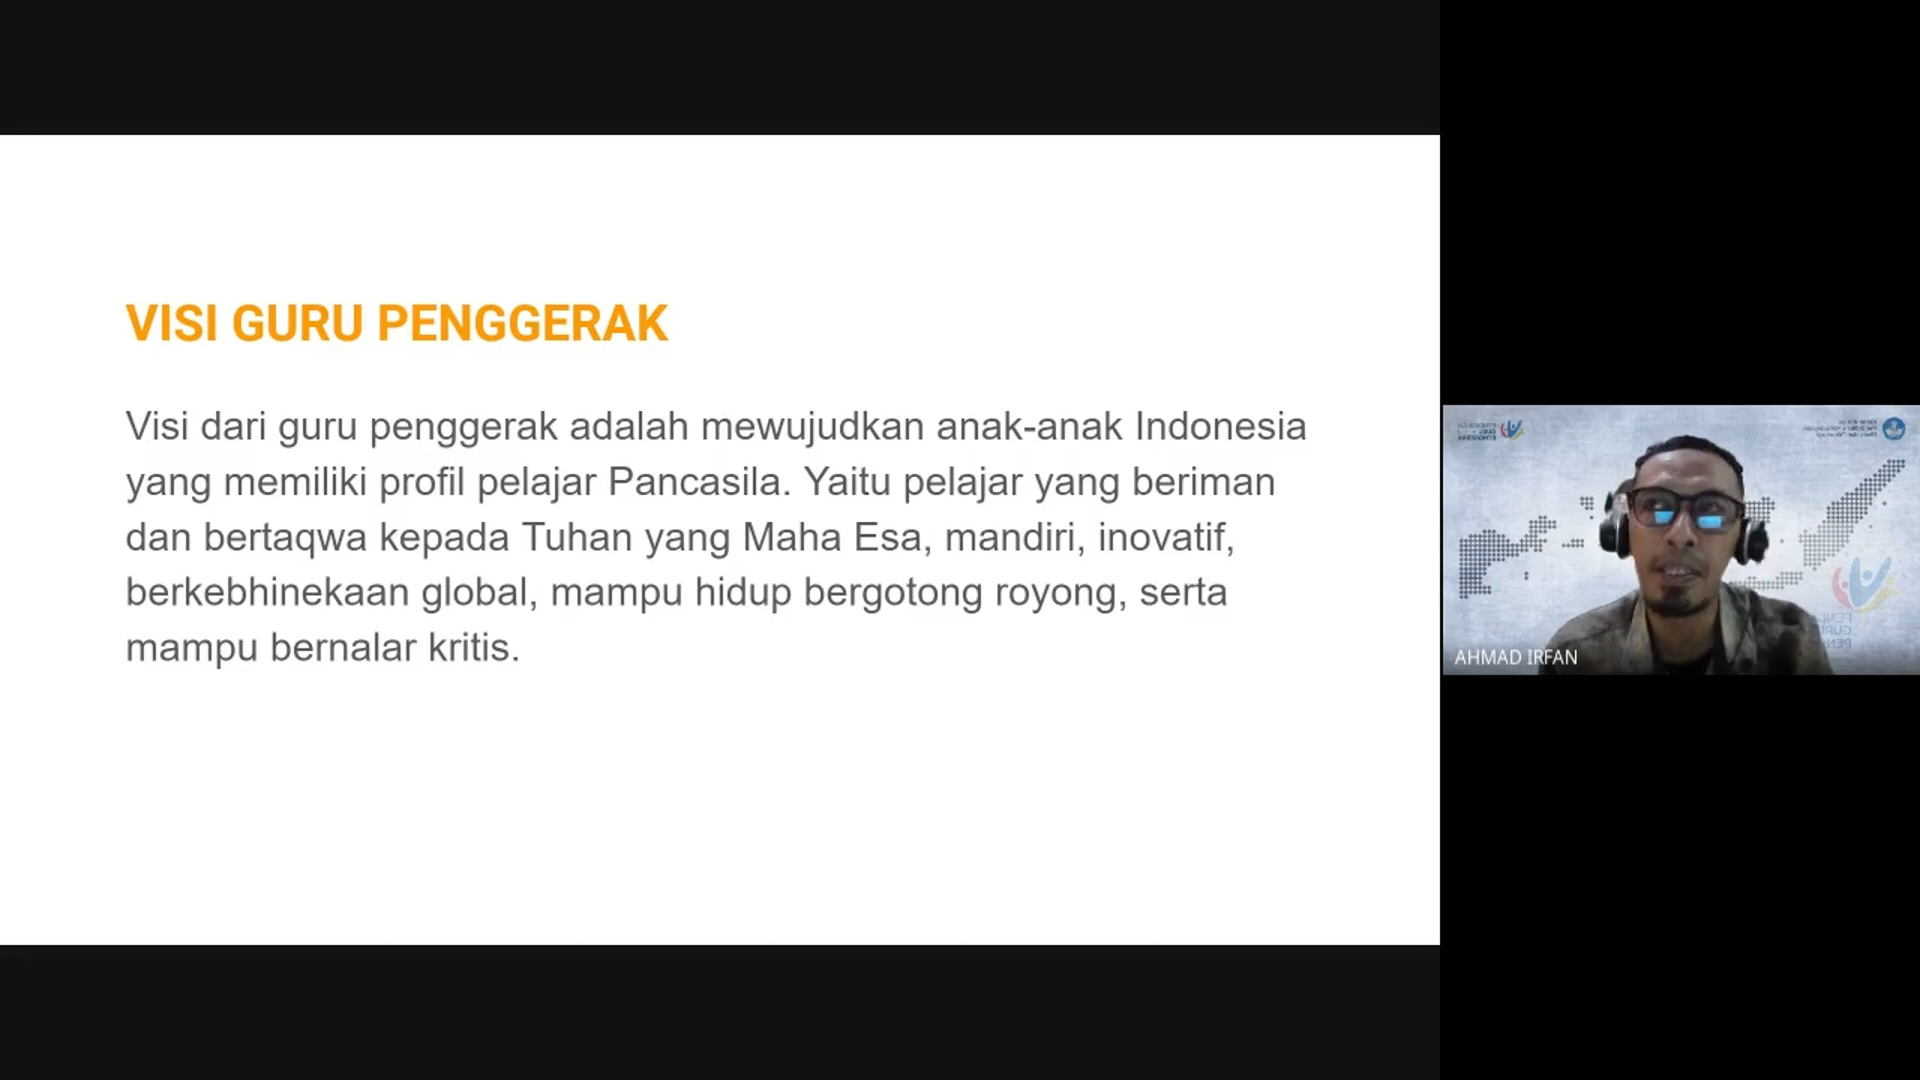 VISI GURU PENGGERAK
Visi dari guru penggerak adalah mewujudkan anak-anak Indonesia
yang memiliki profil pelajar Pancasila. Yaitu pelajar yang beriman
dan bertaqwa kepada Tuhan yang Maha Esa, mandiri, inovatif,
berkebhinekaan global, mampu hidup bergotong royong, serta
mampu bernalar kritis.
AHMAD IRFAN